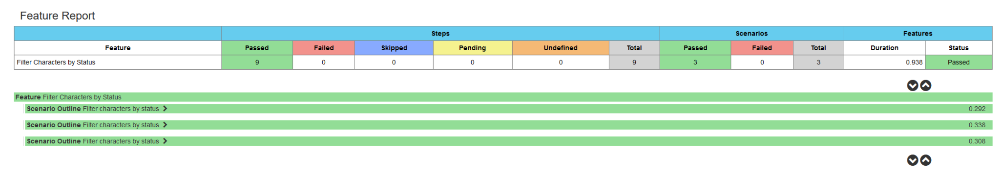 Feature Report
Steps Scenarios Features
Feature Passed Failed Skipped Pending Undefined Total Passed Failed Total Duration Status
Filter Characters by Status 9 0 0 0 0 9 3 0 3 0.938 Passed
Feature Filter Characters by Status
Scenario Outline Filter characters by status 0.292
Scenario Outline Filter characters by status 0.338
Scenario Outline Filter characters by status 0.308